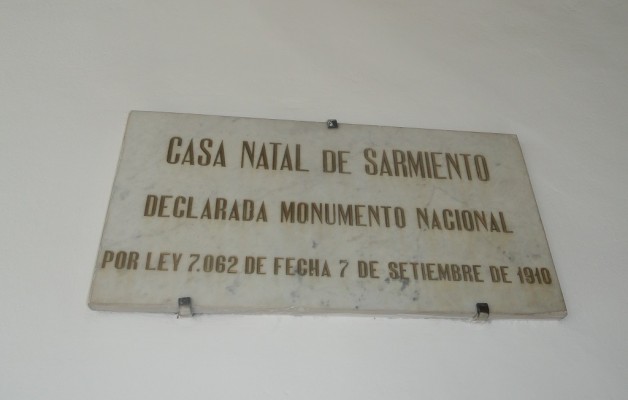 CASA NATAL DE SARMIENTO
DECLARADA MONUMENTO NACIONAL
POR LEY 7.062 DE FECHA 7 DE SETIEMBRE DE 1910